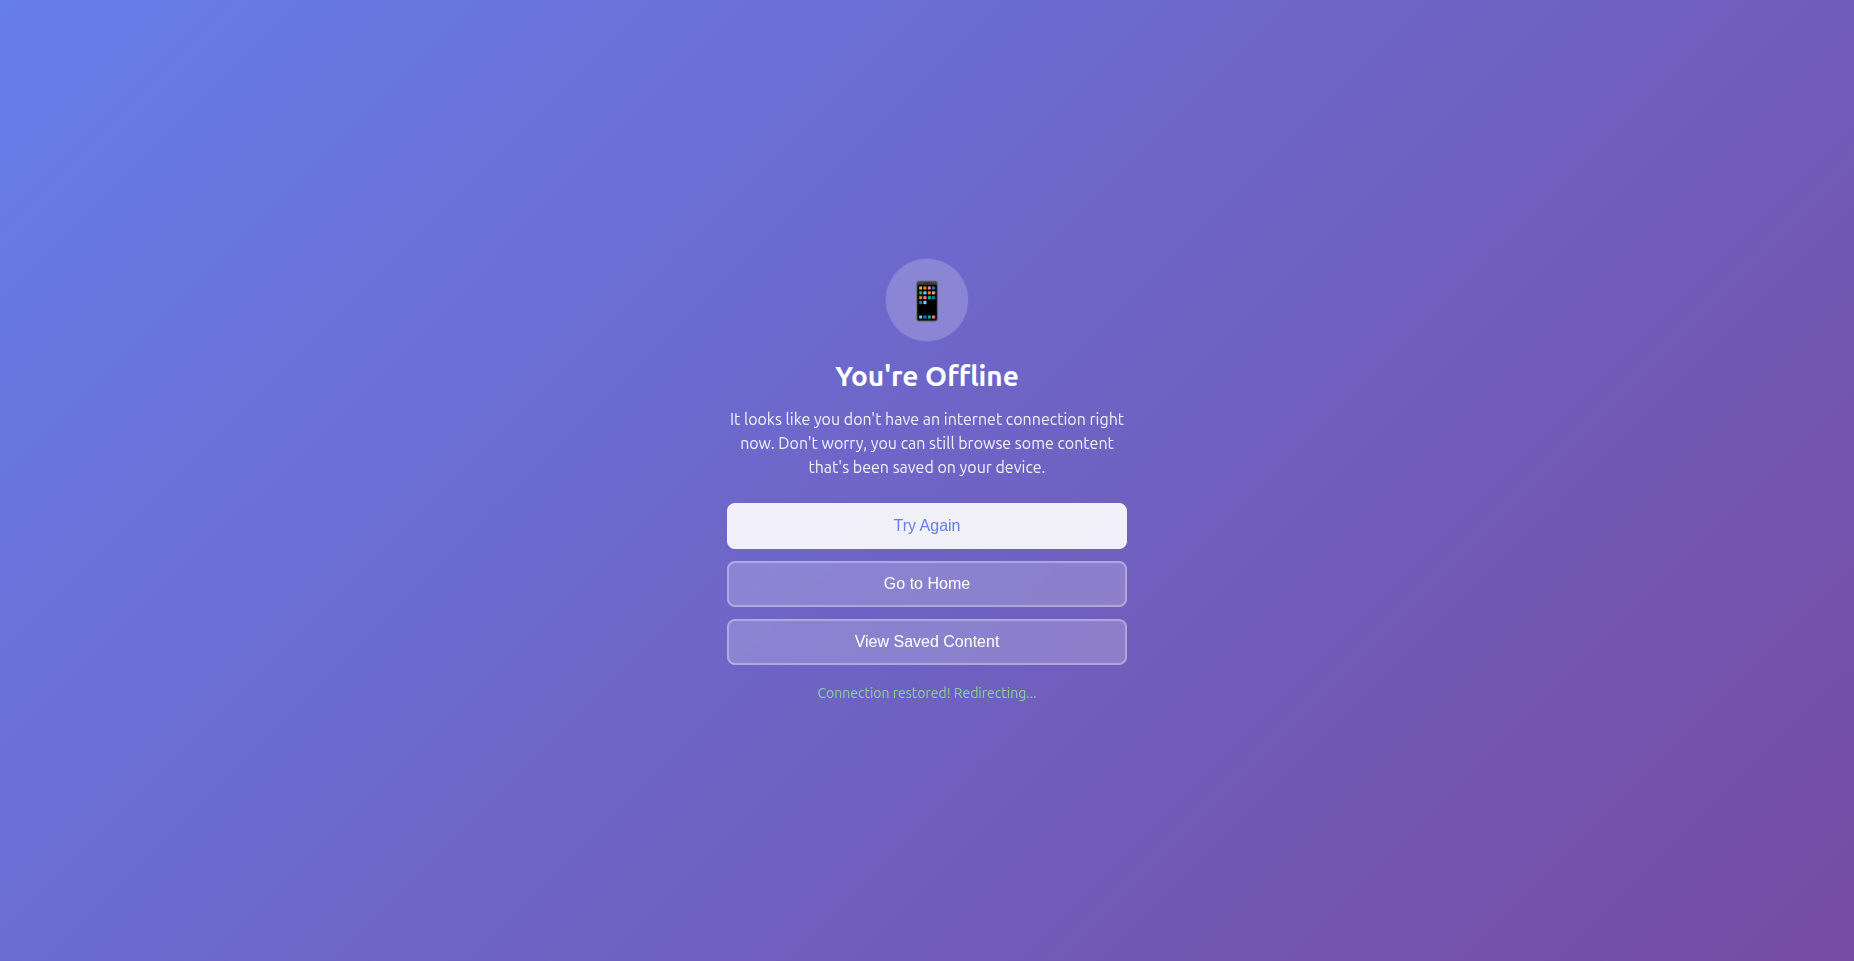 You're Offline
It looks like you don't have an internet connection right
now. Don't worry, you can still browse some content
that's been saved on your device.
Try Again
Go to Home
View Saved Content
Connection restored! Redirecting...